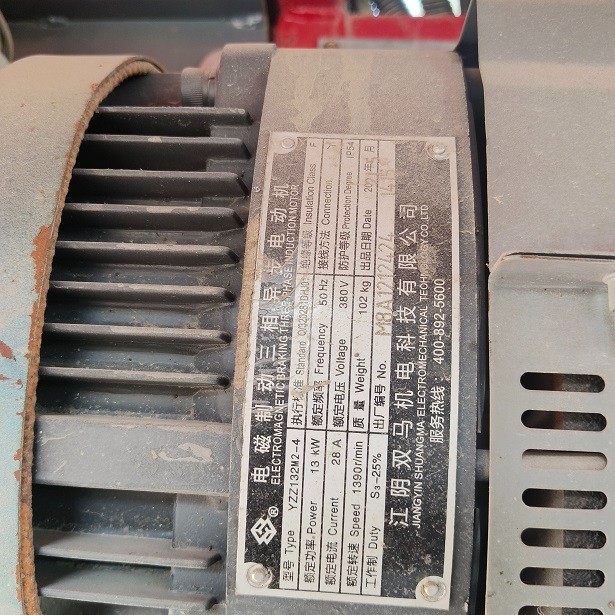 电磁制动三相异步电动机
ELECTROMAGNETIC BRAKING THREE-PHASE INDUCTION MOTOR
型号 Type YZZ132M2-4 执行标准 Standard 绝缘等级 Insulation Class F
额定功率 Power 13 kW 额定频率 Frequency 50 Hz 接线方法 Connection
额定电流 Current 28 A 额定电压 Voltage 380V 防护等级 Protection Degree IP54
额定转速 Speed 1390r/min 质量 Weight 102 kg 出品日期 Date 年 月
工作制 Duty S3-25% 出厂编号 No. M8A1212424
江阴双马机电科技有限公司
JIANGYIN SHUANGMA ELECTROMECHANICAL TECHNOLOGY CO., LTD
服务热线: 400-892-5600